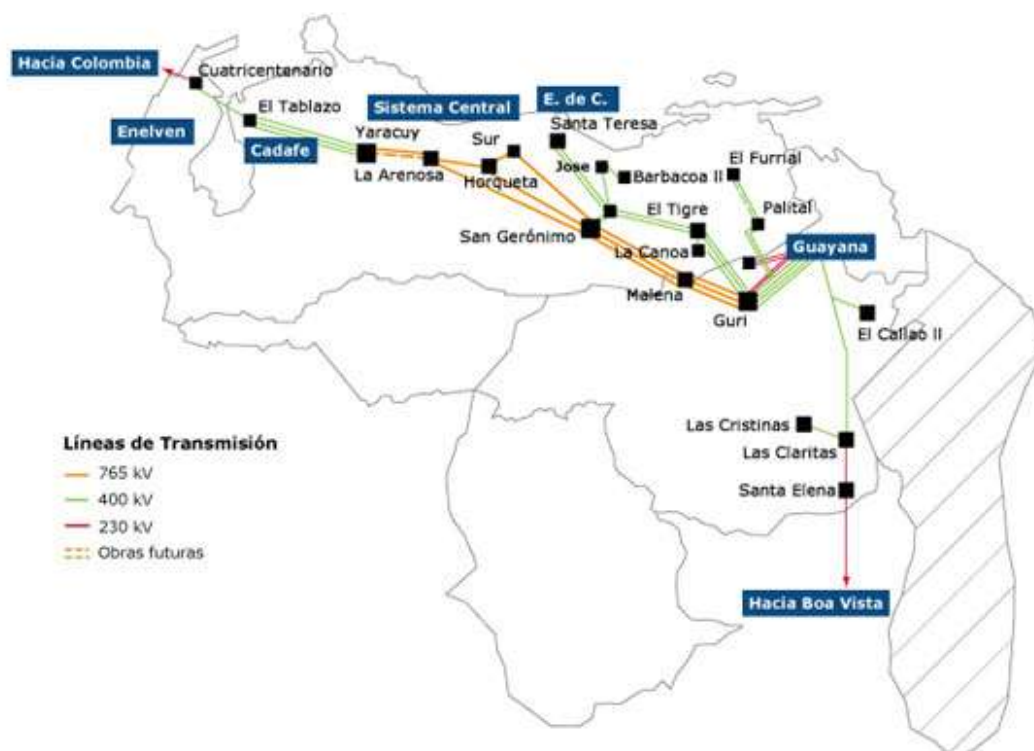 Hacia Colombia
Cuatricentenario
El Tablazo
Sistema Central
E. de C.
Enelven
Cadafe
Yaracuy
Sur
Santa Teresa
La Arenosa
Horqueta
Jose
Barbacoa II
El Furrial
El Tigre
Palital
San Gerónimo
La Canoa
Guayana
Malena
Guri
El Callao II
Las Cristinas
Las Claritas
Santa Elena
Hacia Boa Vista
Líneas de Transmisión
765 kV
400 kV
230 kV
Obras futuras